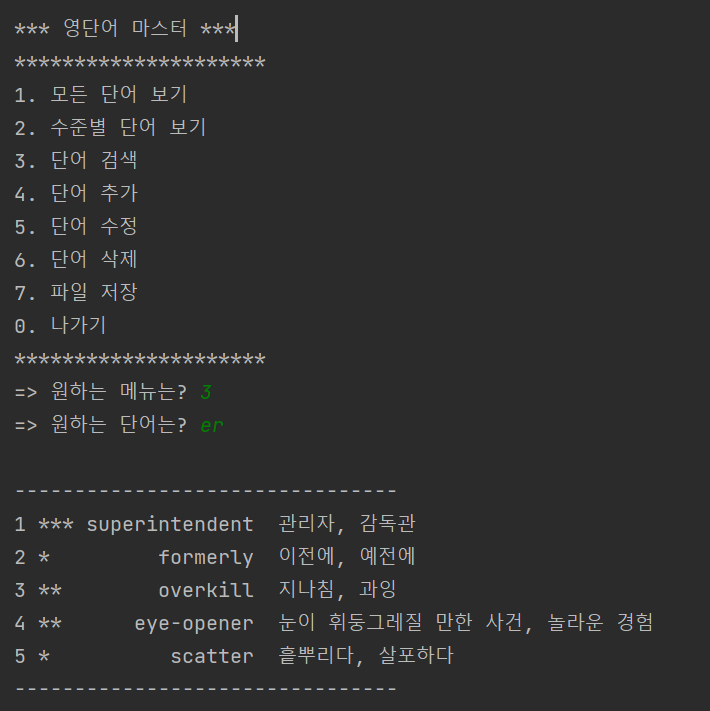 *** 영단어 마스터 ***
*********************
1. 모든 단어 보기
2. 수준별 단어 보기
3. 단어 검색
4. 단어 추가
5. 단어 수정
6. 단어 삭제
7. 파일 저장
0. 나가기
*********************
=> 원하는 메뉴는? 3
=> 원하는 단어는? er
--------------------------------
1 *** superintendent  관리자, 감독관
2 *         formerly  이전에, 예전에
3 **        overkill  지나침, 과잉
4 **      eye-opener  눈이 휘둥그레질 만한 사건, 놀라운 경험
5 *          scatter  흩뿌리다, 살포하다
--------------------------------